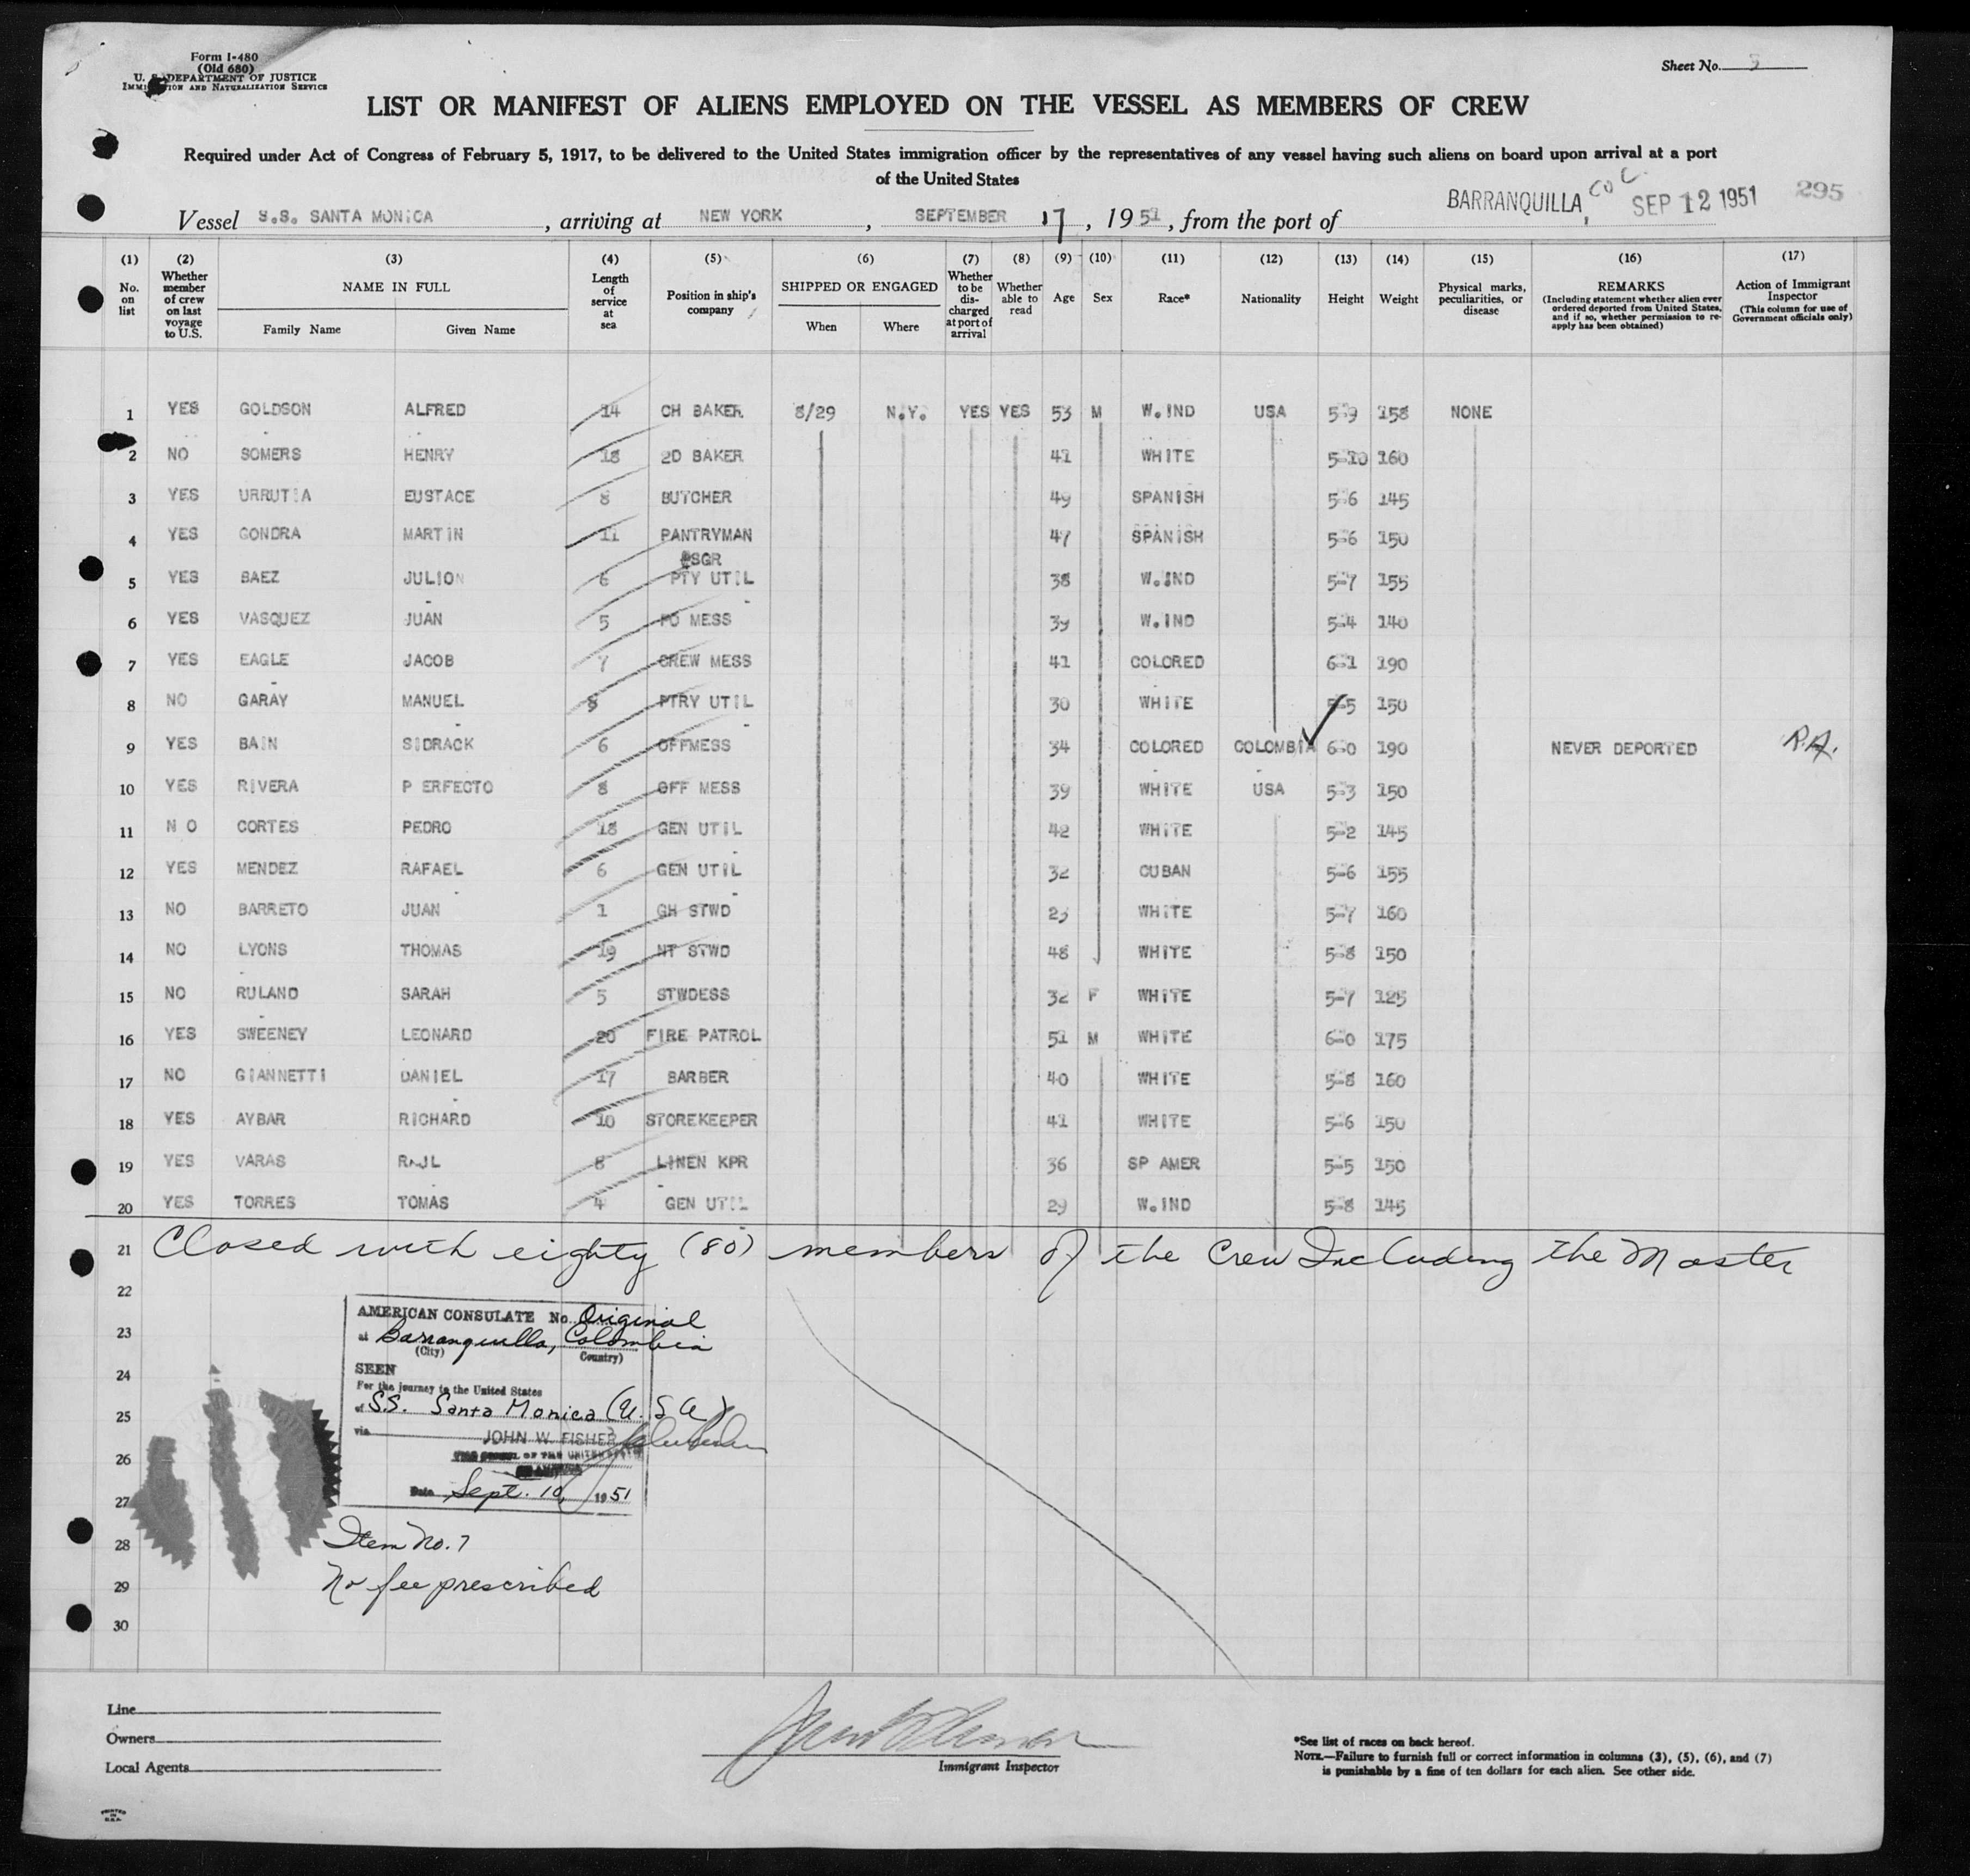 Form I-480
(Old 680)
U. S. DEPARTMENT OF JUSTICE
IMMIGRATION AND NATURALIZATION SERVICE
Sheet No. 5
LIST OR MANIFEST OF ALIENS EMPLOYED ON THE VESSEL AS MEMBERS OF CREW
Required under Act of Congress of February 5, 1917, to be delivered to the United States immigration officer by the representatives of any vessel having such aliens on board upon arrival at a port
of the United States
Vessel S.S. SANTA MONICA, arriving at NEW YORK, SEPTEMBER 17, 1951, from the port of BARRANQUILLA, COL. SEP 12 1951 295
(1) (2) (3) (4) (5) (6) (7) (8) (9) (10) (11) (12) (13) (14) (15) (16) (17)
No. on list
Whether member of crew on last voyage to U.S.
NAME IN FULL
Family Name Given Name
Length of service at sea
Position in ship's company
SHIPPED OR ENGAGED
When Where
Whether to be discharged at port of arrival
Whether able to read
Age
Sex
Race*
Nationality
Height
Weight
Physical marks, peculiarities, or disease
REMARKS
(Including statement whether alien ever ordered deported from United States, and if so, whether permission to re-apply has been obtained)
Action of Immigrant Inspector
(This column for use of Government officials only)
1 YES GOLDSON ALFRED 14 CH BAKER 8/29 N.Y. YES YES 53 M W.IND USA 5-9 158 NONE
2 NO SOMERS HENRY 18 2D BAKER 41 WHITE 5-10 160
3 YES URRUTIA EUSTACE 8 BUTCHER 49 SPANISH 5-6 145
4 YES GONDRA MARTIN 11 PANTRYMAN 47 SPANISH 5-6 150
PSGR
5 YES BAEZ JULION 6 PTY UTIL 38 W.IND 5-7 155
6 YES VASQUEZ JUAN 5 PO MESS 39 W.IND 5-4 140
7 YES EAGLE JACOB 7 CREW MESS 41 COLORED 6-1 190
8 NO GARAY MANUEL PTRY UTIL 30 WHITE 5-5 150
9 YES BAIN SIDRACK 6 OFFMESS 34 COLORED COLOMBIA 6-0 190 NEVER DEPORTED R.A.
10 YES RIVERA P ERFECTO 8 OFF MESS 39 WHITE USA 5-3 150
11 N O CORTES PEDRO 18 GEN UTIL 42 WHITE 5-2 145
12 YES MENDEZ RAFAEL 6 GEN UTIL 32 CUBAN 5-6 155
13 NO BARRETO JUAN 1 GH STWD 23 WHITE 5-7 160
14 NO LYONS THOMAS 19 NT STWD 48 WHITE 5-8 150
15 NO RULAND SARAH 5 STWDESS 32 F WHITE 5-7 125
16 YES SWEENEY LEONARD 20 FIRE PATROL 51 M WHITE 6-0 175
17 NO GIANNETTI DANIEL 17 BARBER 40 WHITE 5-8 160
18 YES AYBAR RICHARD 10 STOREKEEPER 41 WHITE 5-6 150
19 YES VARAS RAUL 8 LINEN KPR 36 SP AMER 5-5 150
20 YES TORRES TOMAS 4 GEN UTIL 29 W.IND 5-8 145
21 Closed with eighty (80) members of the Crew Including the Master
22
AMERICAN CONSULATE No. Original
23
at Barranquilla, Colombia
(City) Country)
24
SEEN
For the journey to the United States
25
of S.S. Santa Monica (U.S.A.)
via
JOHN W. FISHER
26
VICE CONSUL OF THE UNITED STATES
OF AMERICA
27
Date Sept. 10, 1951
28
Item No. 7
29
No fee prescribed
30
Line
Owners
Local Agents
Immigrant Inspector
*See list of races on back hereof.
NOTE.—Failure to furnish full or correct information in columns (3), (5), (6), and (7)
is punishable by a fine of ten dollars for each alien. See other side.
PRINTED
IN
U.S.A.